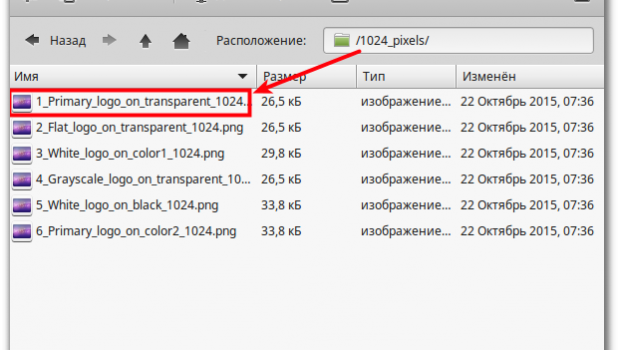 Назад Расположение: /1024_pixels/
Имя Размер Тип Изменён
1_Primary_logo_on_transparent_1024... 26,5 кБ изображение... 22 Октябрь 2015, 07:36
2_Flat_logo_on_transparent_1024.png 26,5 кБ изображение... 22 Октябрь 2015, 07:36
3_White_logo_on_color1_1024.png 29,8 кБ изображение... 22 Октябрь 2015, 07:36
4_Grayscale_logo_on_transparent_10... 26,5 кБ изображение... 22 Октябрь 2015, 07:36
5_White_logo_on_black_1024.png 33,8 кБ изображение... 22 Октябрь 2015, 07:36
6_Primary_logo_on_color2_1024.png 33,8 кБ изображение... 22 Октябрь 2015, 07:36